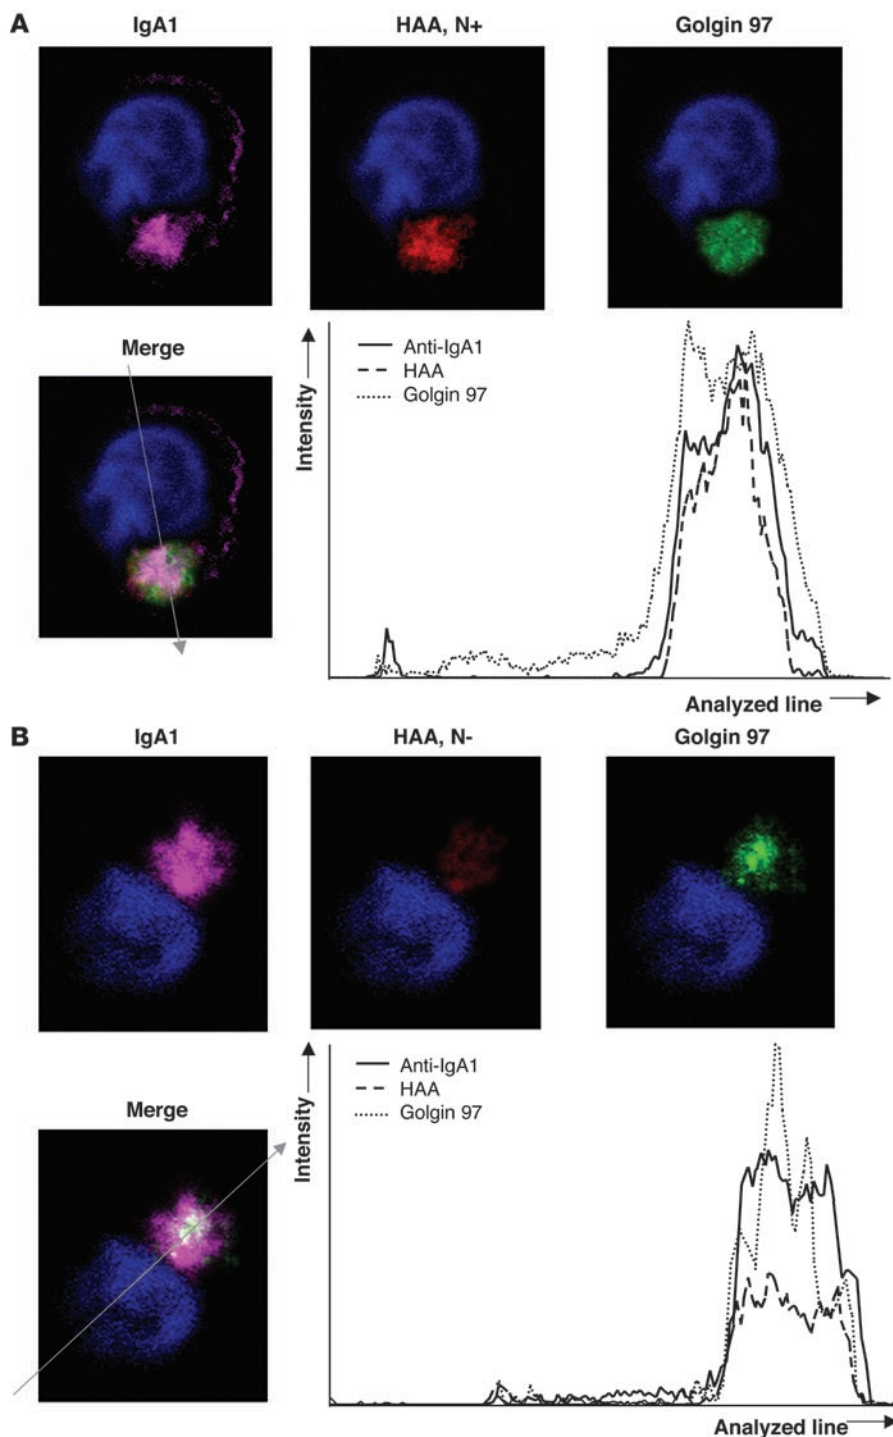 A
IgA1
HAA, N+
Golgin 97
Merge
Intensity
Anti-IgA1
HAA
Golgin 97
Analyzed line
B
IgA1
HAA, N-
Golgin 97
Merge
Intensity
Anti-IgA1
HAA
Golgin 97
Analyzed line